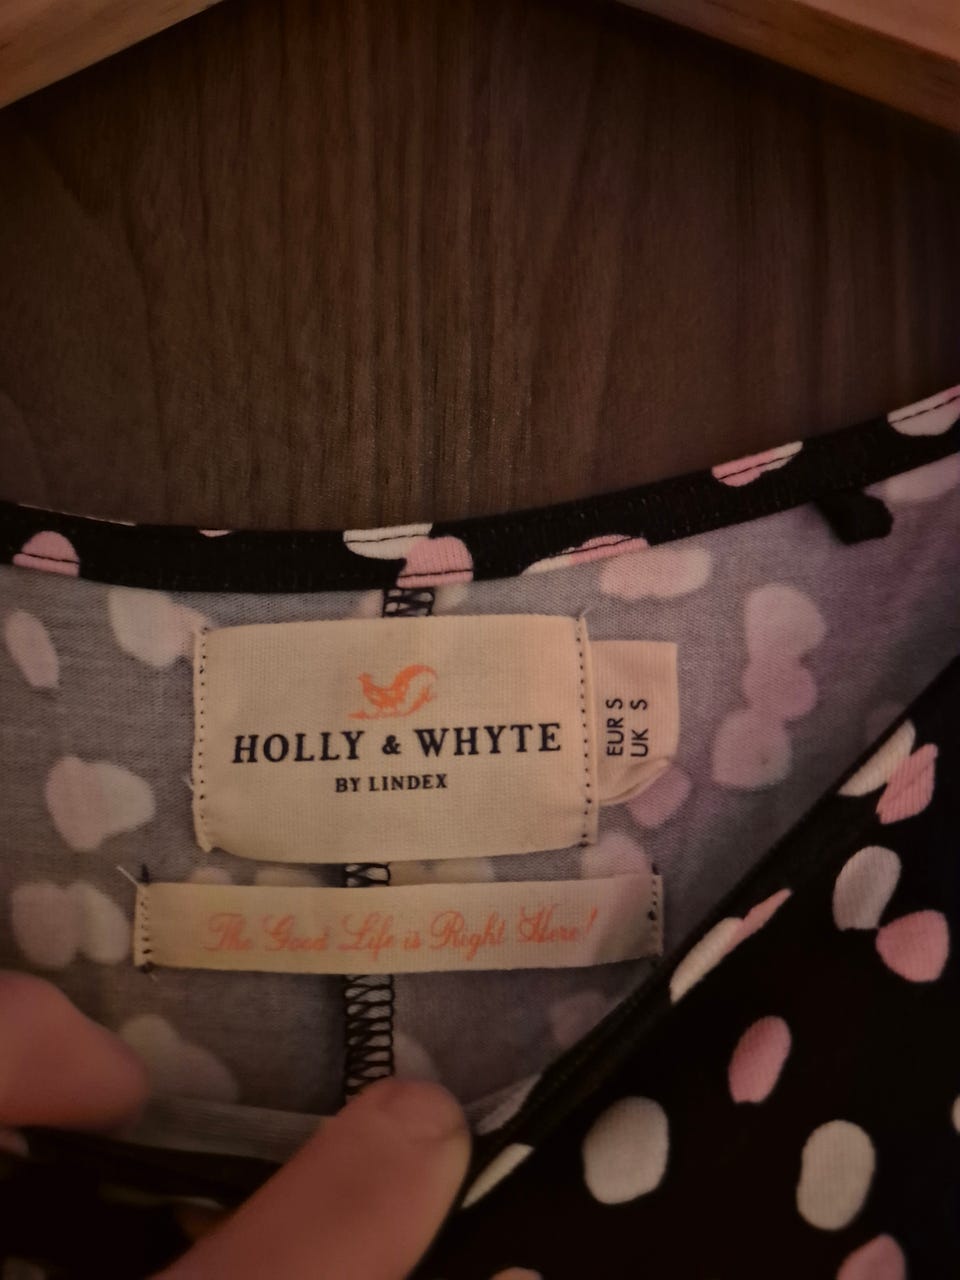 HOLLY & WHYTE
BY LINDEX
EUR S
UK S
The Good Life is Right Here!